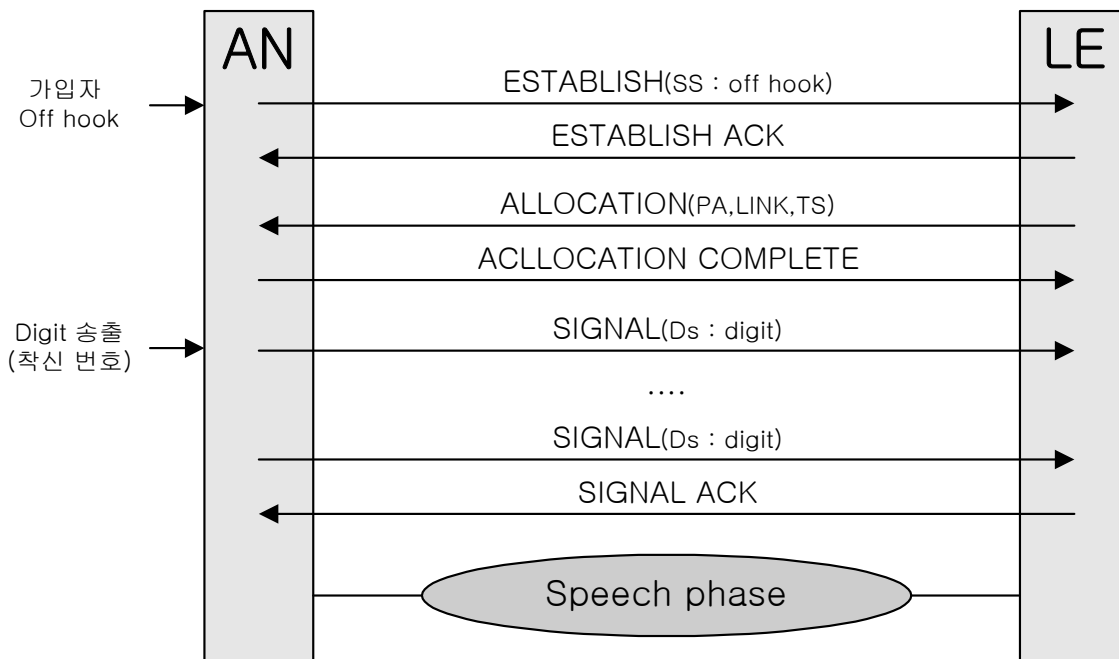 AN
LE
가입자
Off hook
ESTABLISH(SS : off hook)
ESTABLISH ACK
ALLOCATION(PA,LINK,TS)
ACLLOCATION COMPLETE
Digit 송출
(착신 번호)
SIGNAL(Ds : digit)
....
SIGNAL(Ds : digit)
SIGNAL ACK
Speech phase